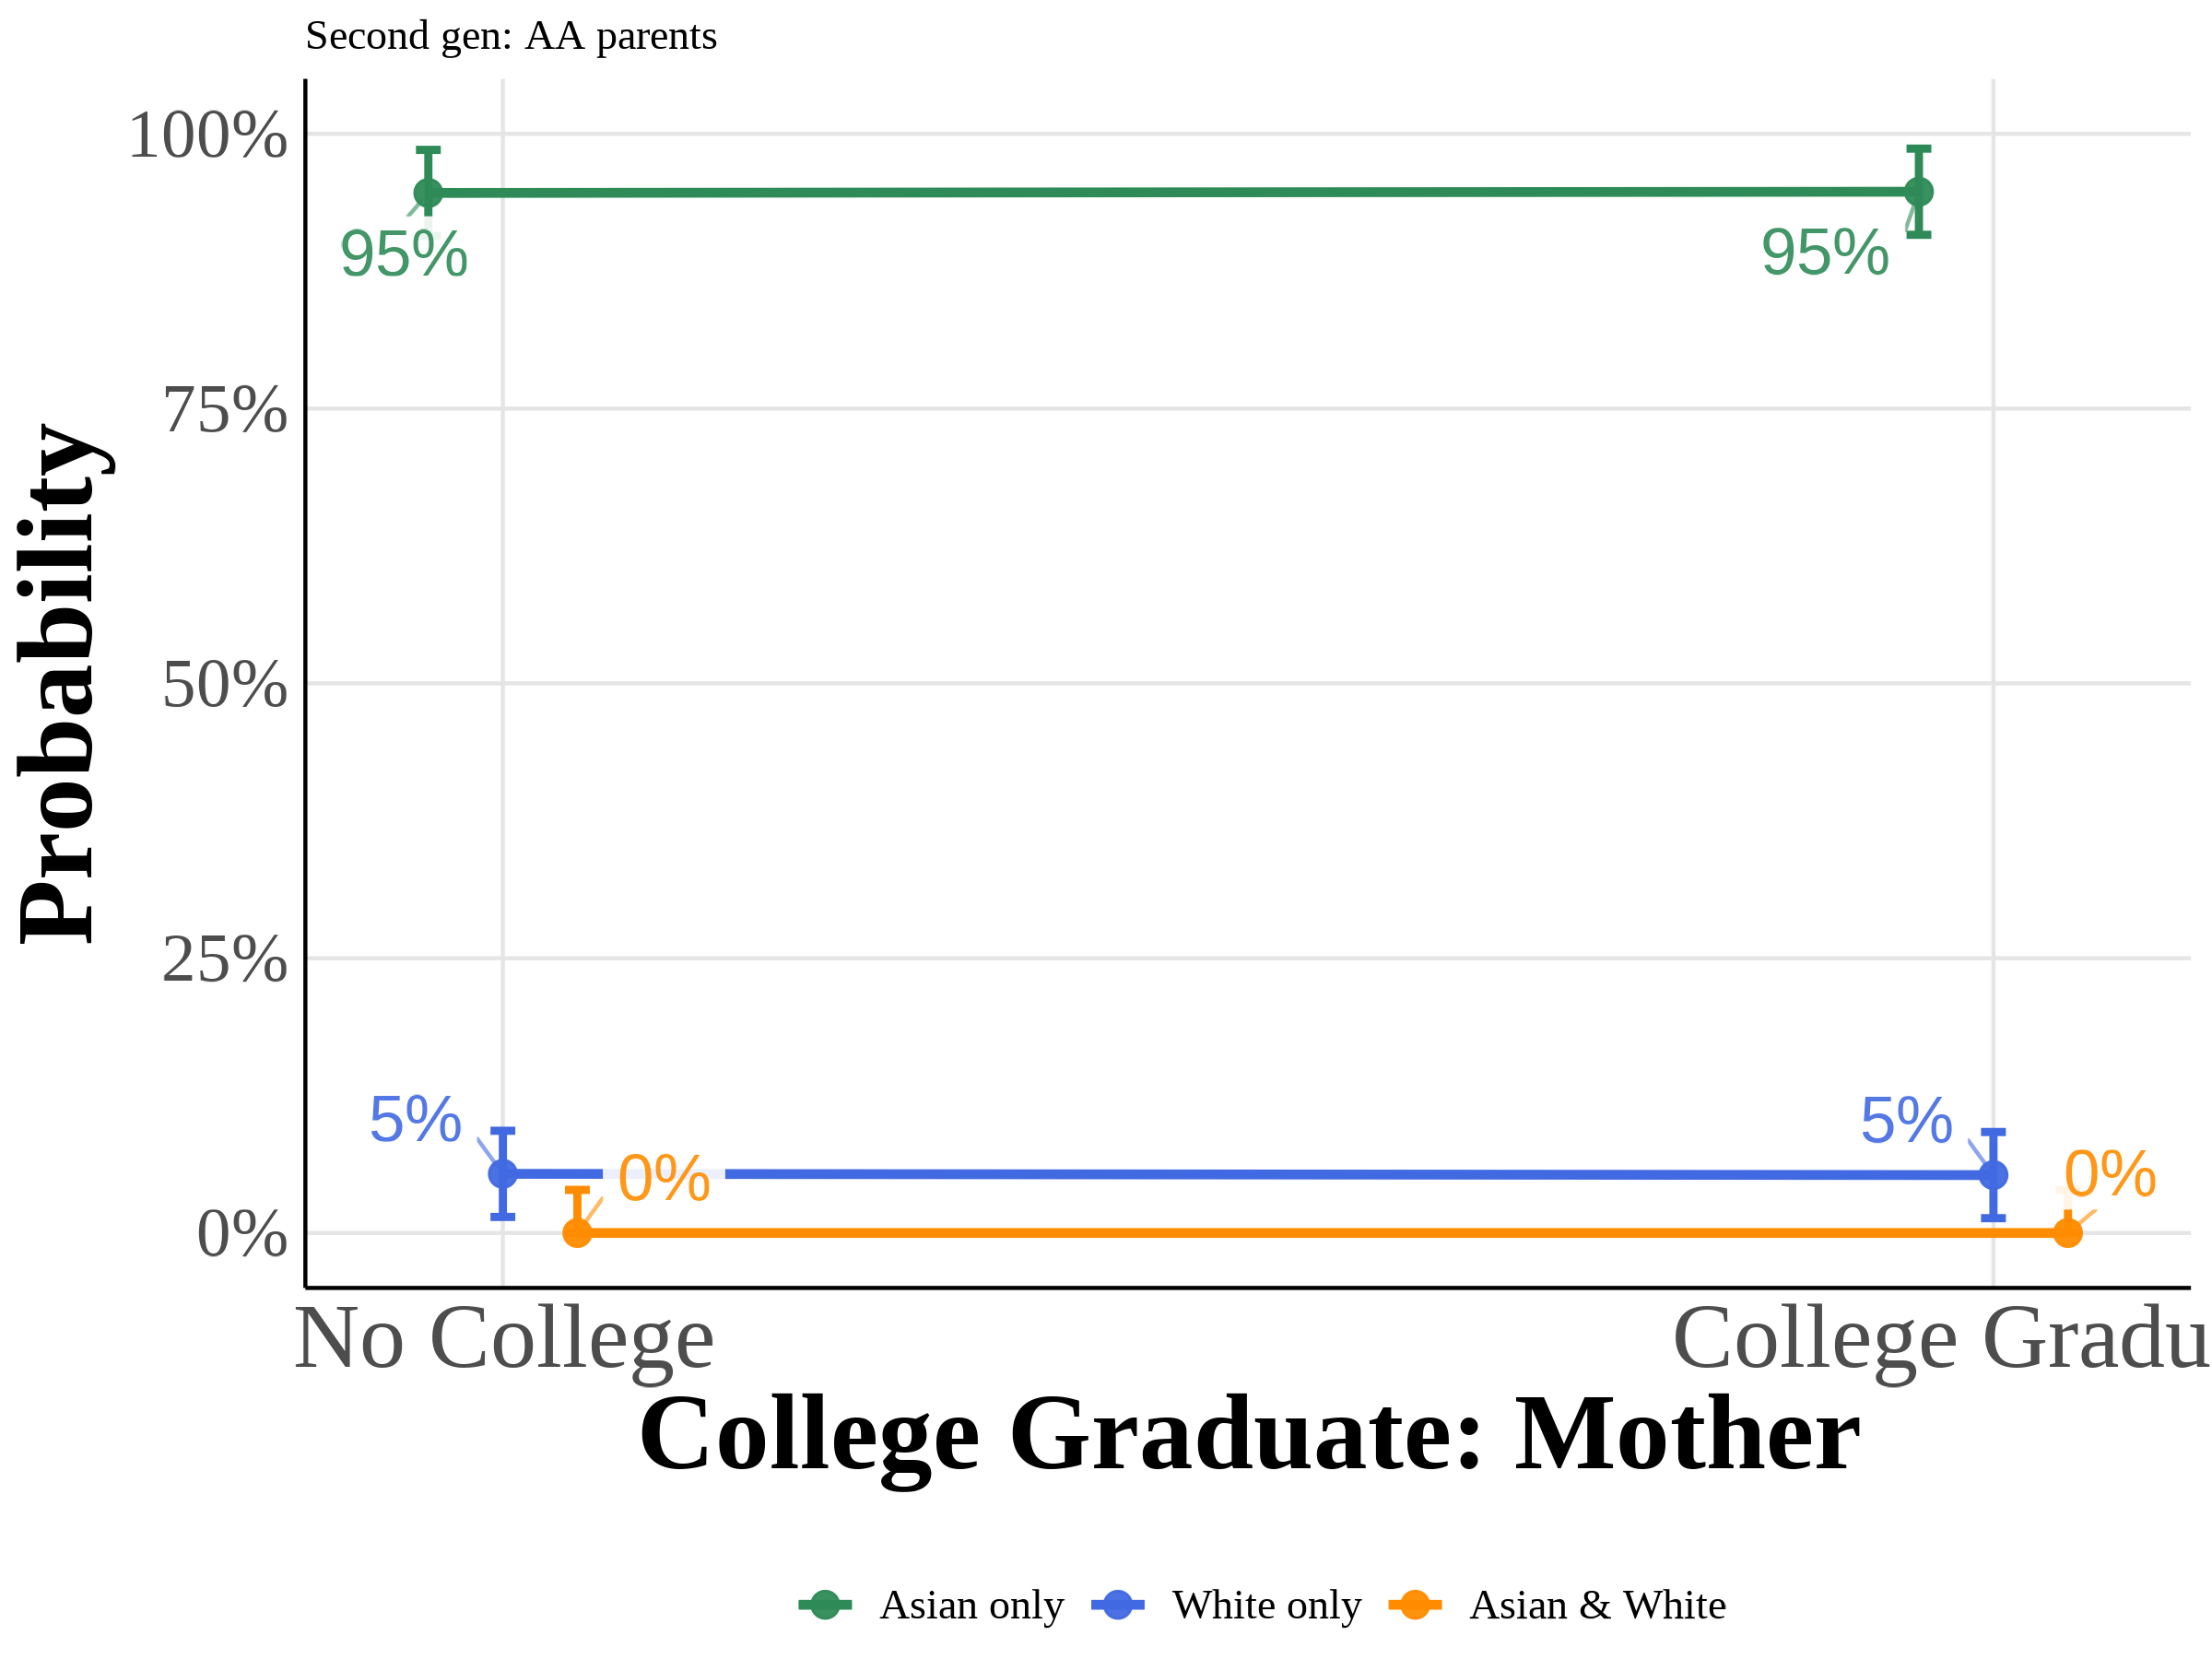 Second gen: AA parents
Probability
100%
75%
50%
25%
0%
95%
95%
5%
0%
5%
0%
No College
College Gradu
College Graduate: Mother
Asian only
White only
Asian & White